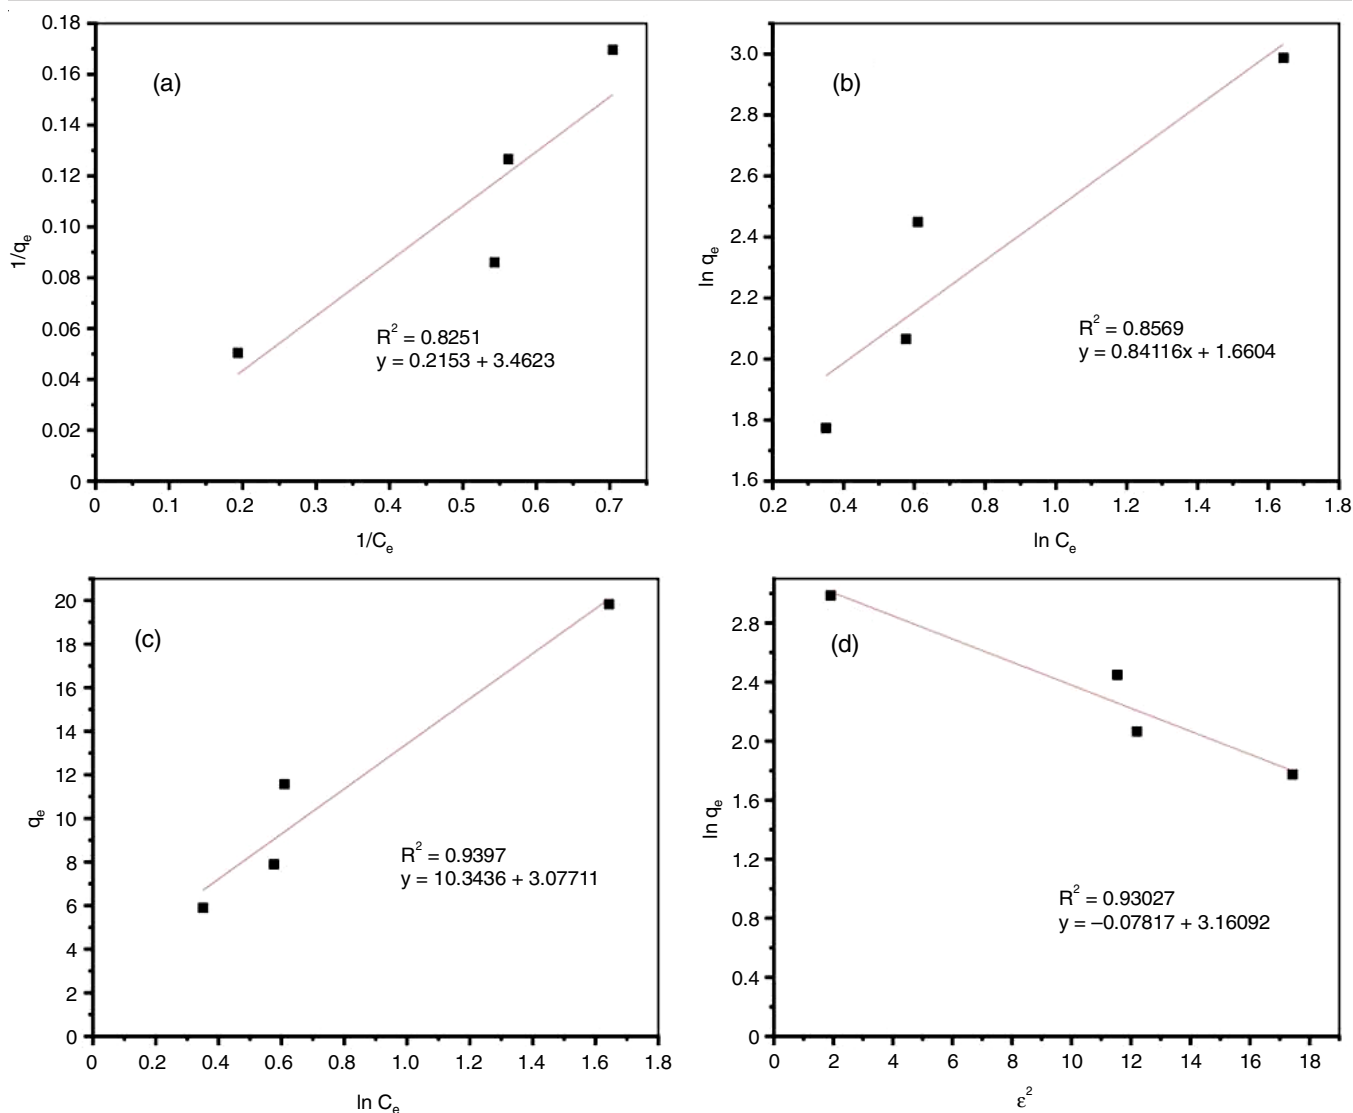 0.18
0.16
0.14
0.12
0.10
0.08
0.06
0.04
0.02
0
(a)
1/qₑ
R² = 0.8251
y = 0.2153 + 3.4623
0 0.1 0.2 0.3 0.4 0.5 0.6 0.7
1/Cₑ
3.0
2.8
2.6
2.4
2.2
2.0
1.8
1.6
(b)
ln qₑ
R² = 0.8569
y = 0.84116x + 1.6604
0.2 0.4 0.6 0.8 1.0 1.2 1.4 1.6 1.8
ln Cₑ
20
18
16
14
12
10
8
6
4
2
0
(c)
qₑ
R² = 0.9397
y = 10.3436 + 3.07711
0 0.2 0.4 0.6 0.8 1.0 1.2 1.4 1.6 1.8
ln Cₑ
2.8
2.4
2.0
1.6
1.2
0.8
0.4
0
(d)
ln qₑ
R² = 0.93027
y = –0.07817 + 3.16092
0 2 4 6 8 10 12 14 16 18
ε²